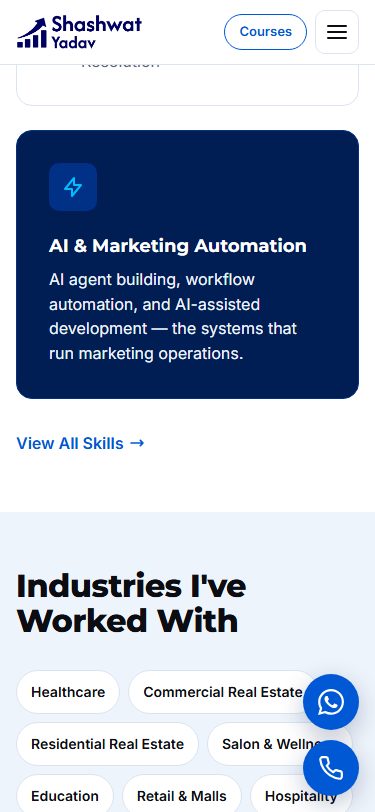 Shashwat
Yadav
Courses
Resolution
AI & Marketing Automation
AI agent building, workflow
automation, and AI-assisted
development — the systems that
run marketing operations.
View All Skills →
Industries I've
Worked With
Healthcare
Commercial Real Estate
Residential Real Estate
Salon & Wellness
Education
Retail & Malls
Hospitality